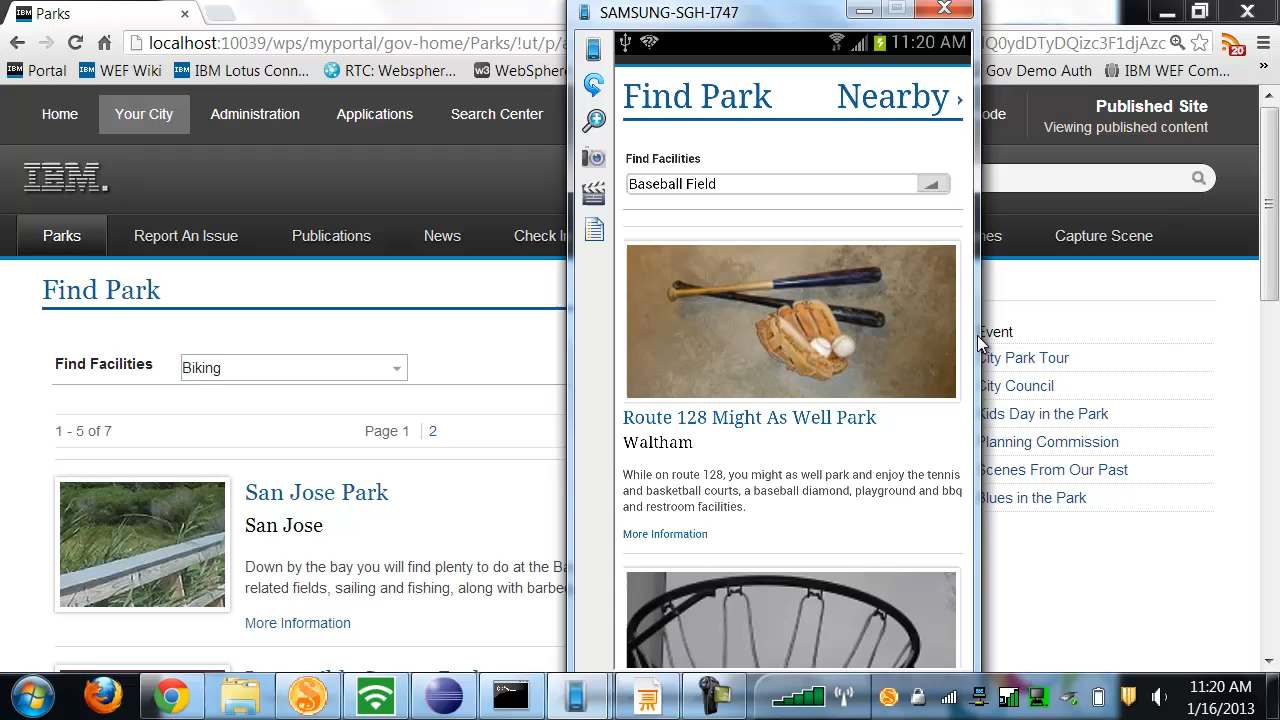 Parks
SAMSUNG-SGH-I747
localhost:10039/wps/myportal/gov-home/Parks/!ut/p/a
Q0ydDTyDQizc3F1djAzc
20
Portal
WEF Wiki
IBM Lotus Corn...
RTC: Webspher...
WebSphere
Gov Demo Auth
IBM WEF Com...
»
11:20 AM
Home
Your City
Administration
Applications
Search Center
ode
Published Site
Viewing published content
IBM.
Parks
Report An Issue
Publications
News
Check In
nes
Capture Scene
Find Park
Find Facilities
Biking
1 - 5 of 7
Page 1
2
San Jose Park
San Jose
Down by the bay you will find plenty to do at the Ba
related fields, sailing and fishing, along with barbe
More Information
Find Park
Nearby ›
Find Facilities
Baseball Field
Route 128 Might As Well Park
Waltham
While on route 128, you might as well park and enjoy the tennis
and basketball courts, a baseball diamond, playground and bbq
and restroom facilities.
More Information
Event
City Park Tour
City Council
Kids Day in the Park
Planning Commission
Scenes From Our Past
Blues in the Park
11:20 AM
1/16/2013